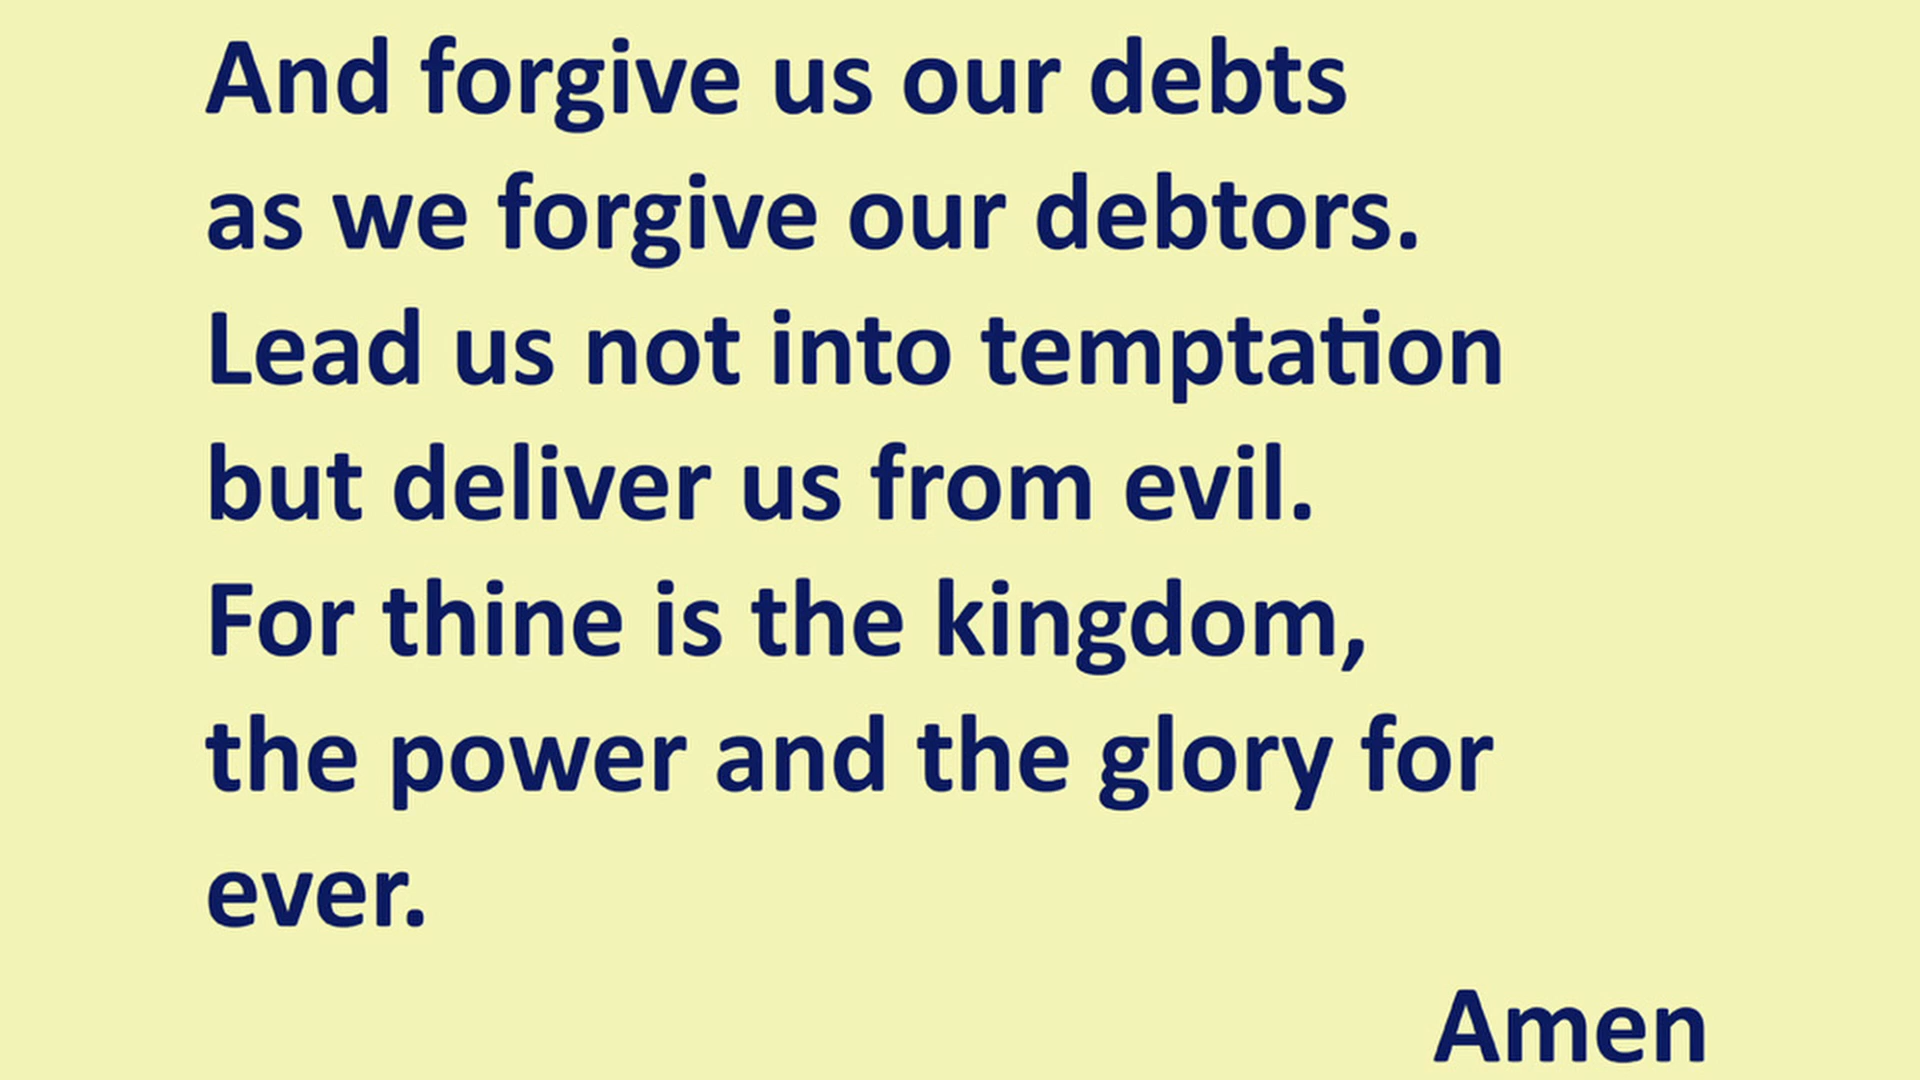 And forgive us our debts
as we forgive our debtors.
Lead us not into temptation
but deliver us from evil.
For thine is the kingdom,
the power and the glory for
ever.
Amen